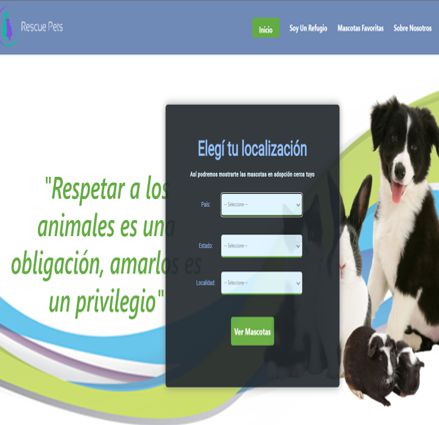 Rescue Pets
Inicio
Soy Un Refugio
Mascotas Favoritas
Sobre Nosotros
"Respetar a los
animales es una
obligación, amarlos es
un privilegio"
Elegí tu localización
Así podremos mostrarte las mascotas en adopción cerca tuyo
País:
-- Seleccione --
Estado:
-- Seleccione --
Localidad:
-- Seleccione --
Ver Mascotas